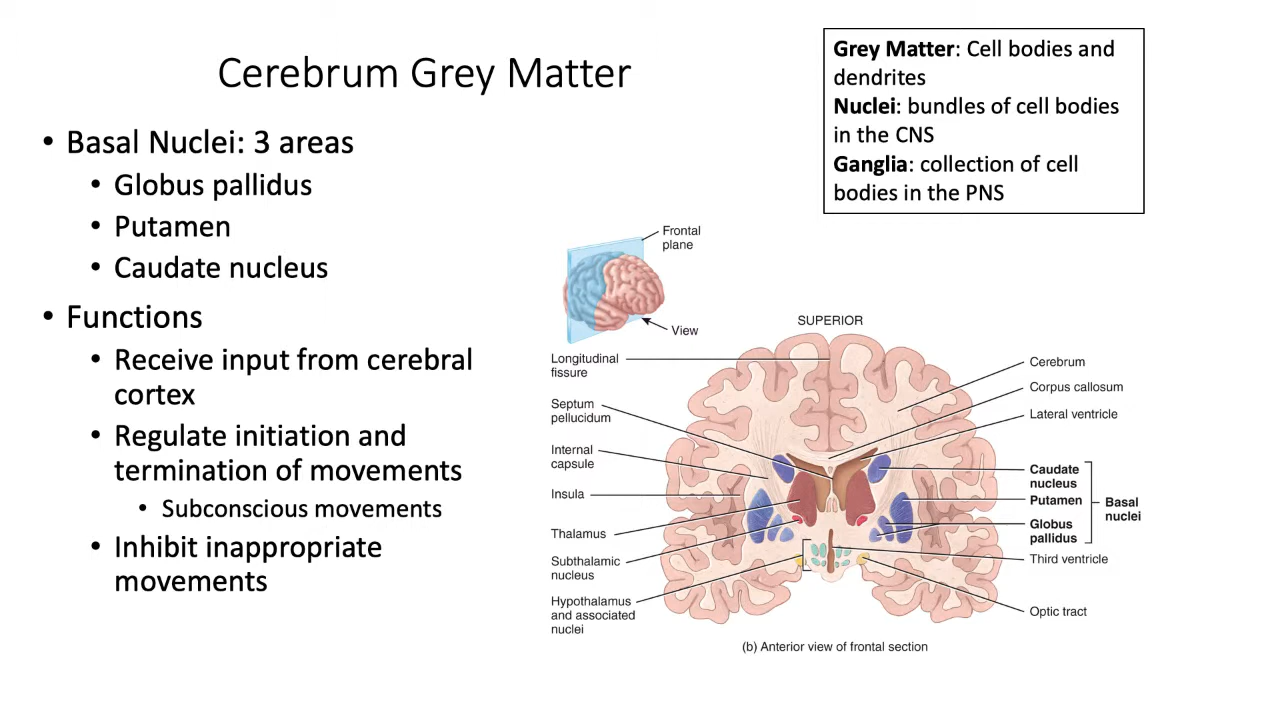 Cerebrum Grey Matter
• Basal Nuclei: 3 areas
• Globus pallidus
• Putamen
• Caudate nucleus
• Functions
• Receive input from cerebral
cortex
• Regulate initiation and
termination of movements
• Subconscious movements
• Inhibit inappropriate
movements
Grey Matter: Cell bodies and
dendrites
Nuclei: bundles of cell bodies
in the CNS
Ganglia: collection of cell
bodies in the PNS
Frontal
plane
View
SUPERIOR
Longitudinal
fissure
Septum
pellucidum
Internal
capsule
Insula
Thalamus
Subthalamic
nucleus
Hypothalamus
and associated
nuclei
Cerebrum
Corpus callosum
Lateral ventricle
Caudate
nucleus
Putamen
Globus
pallidus
Basal
nuclei
Third ventricle
Optic tract
(b) Anterior view of frontal section